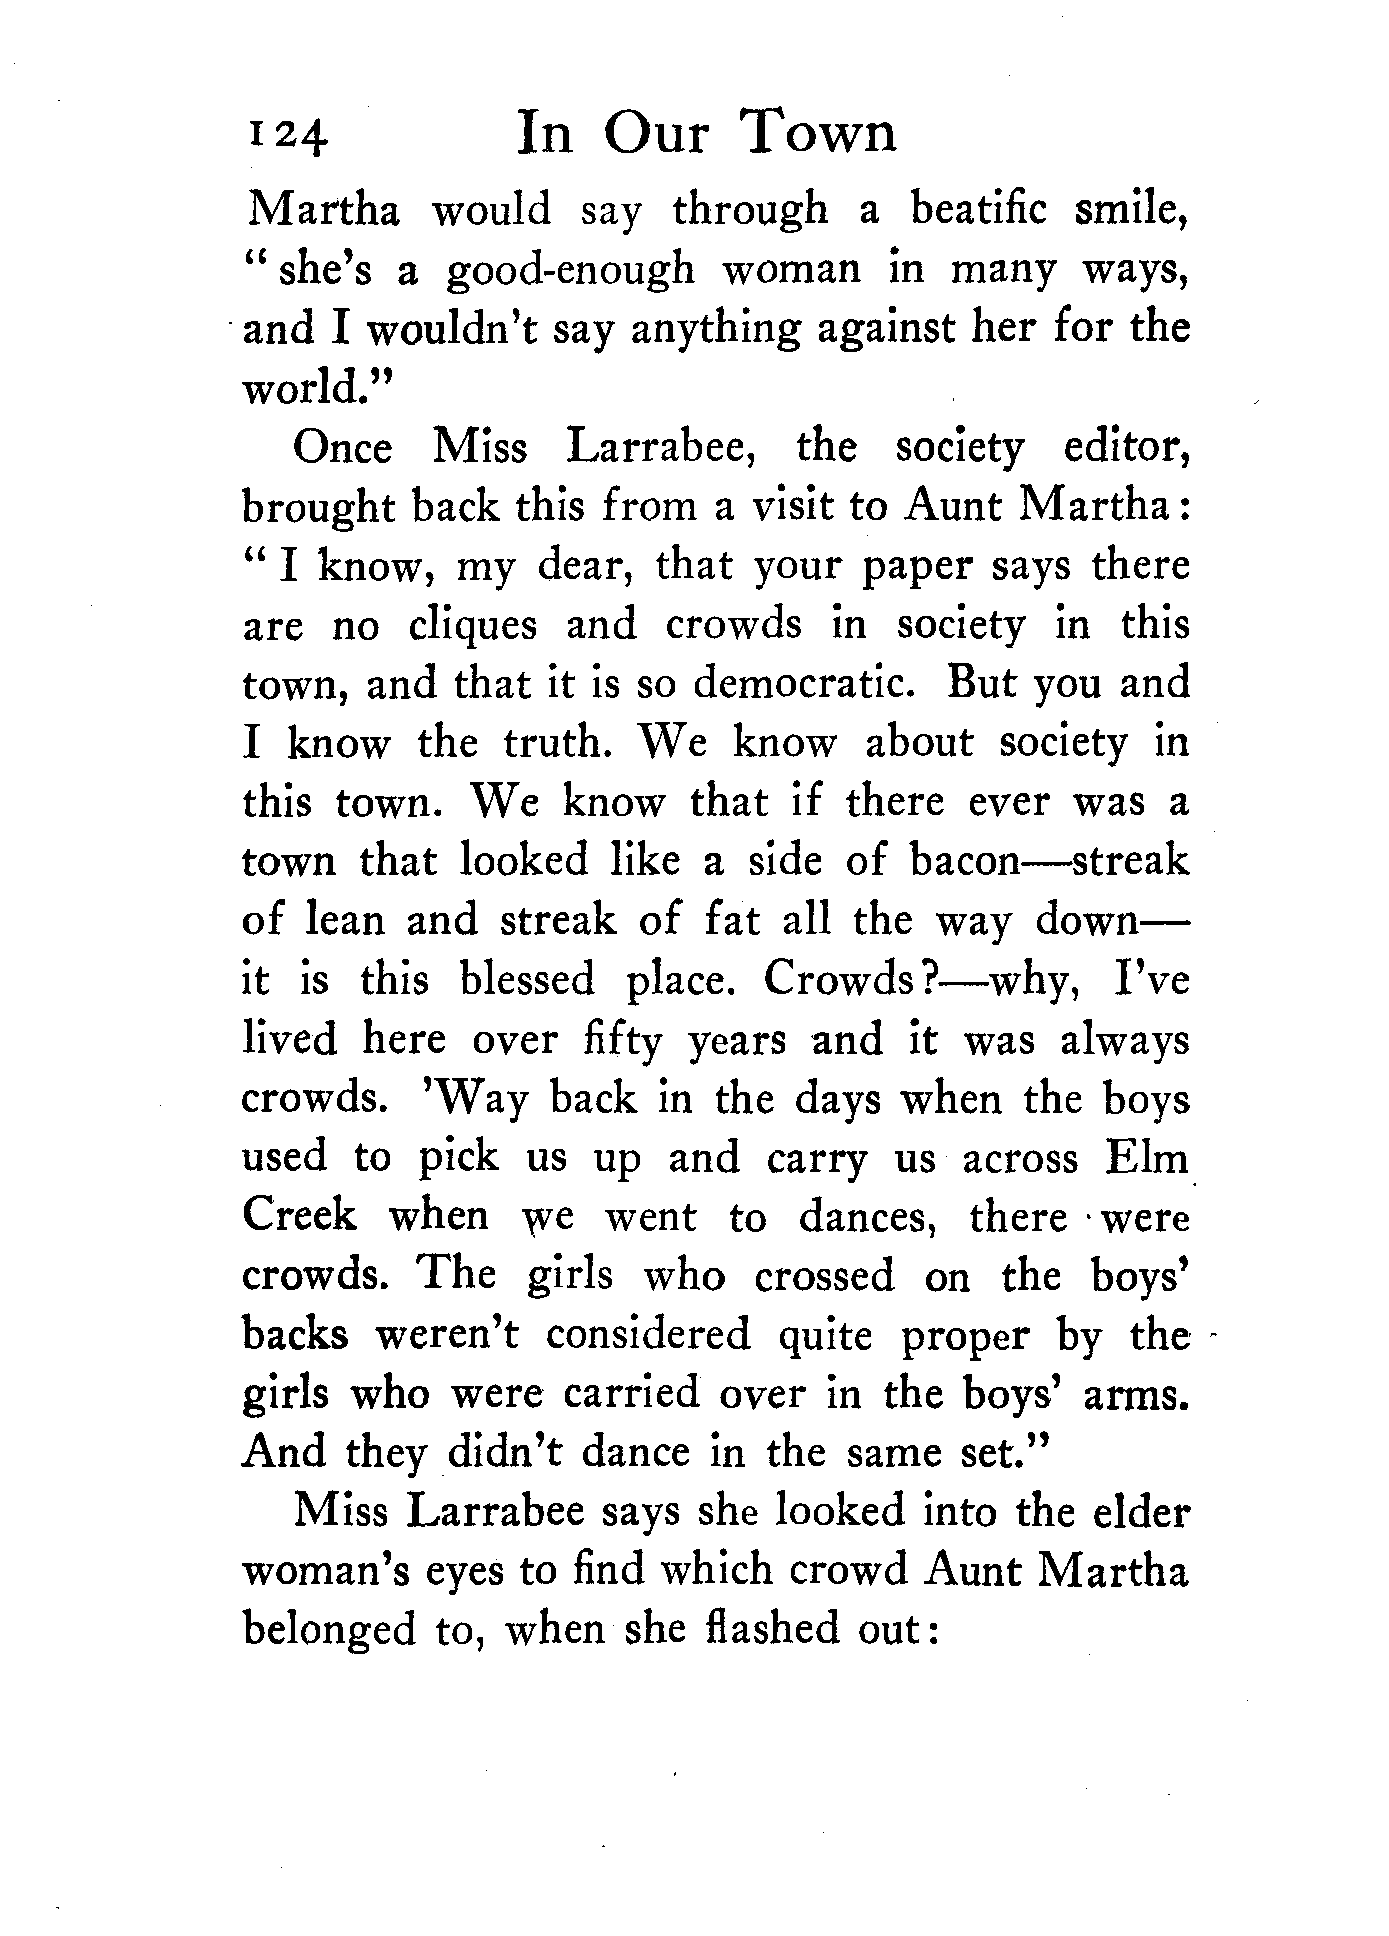 124 In Our Town
Martha would say through a beatific smile,
" she's a good-enough woman in many ways,
and I wouldn't say anything against her for the
world."
Once Miss Larrabee, the society editor,
brought back this from a visit to Aunt Martha:
" I know, my dear, that your paper says there
are no cliques and crowds in society in this
town, and that it is so democratic. But you and
I know the truth. We know about society in
this town. We know that if there ever was a
town that looked like a side of bacon—streak
of lean and streak of fat all the way down—
it is this blessed place. Crowds?—why, I've
lived here over fifty years and it was always
crowds. 'Way back in the days when the boys
used to pick us up and carry us across Elm
Creek when we went to dances, there were
crowds. The girls who crossed on the boys'
backs weren't considered quite proper by the
girls who were carried over in the boys' arms.
And they didn't dance in the same set."
Miss Larrabee says she looked into the elder
woman's eyes to find which crowd Aunt Martha
belonged to, when she flashed out: